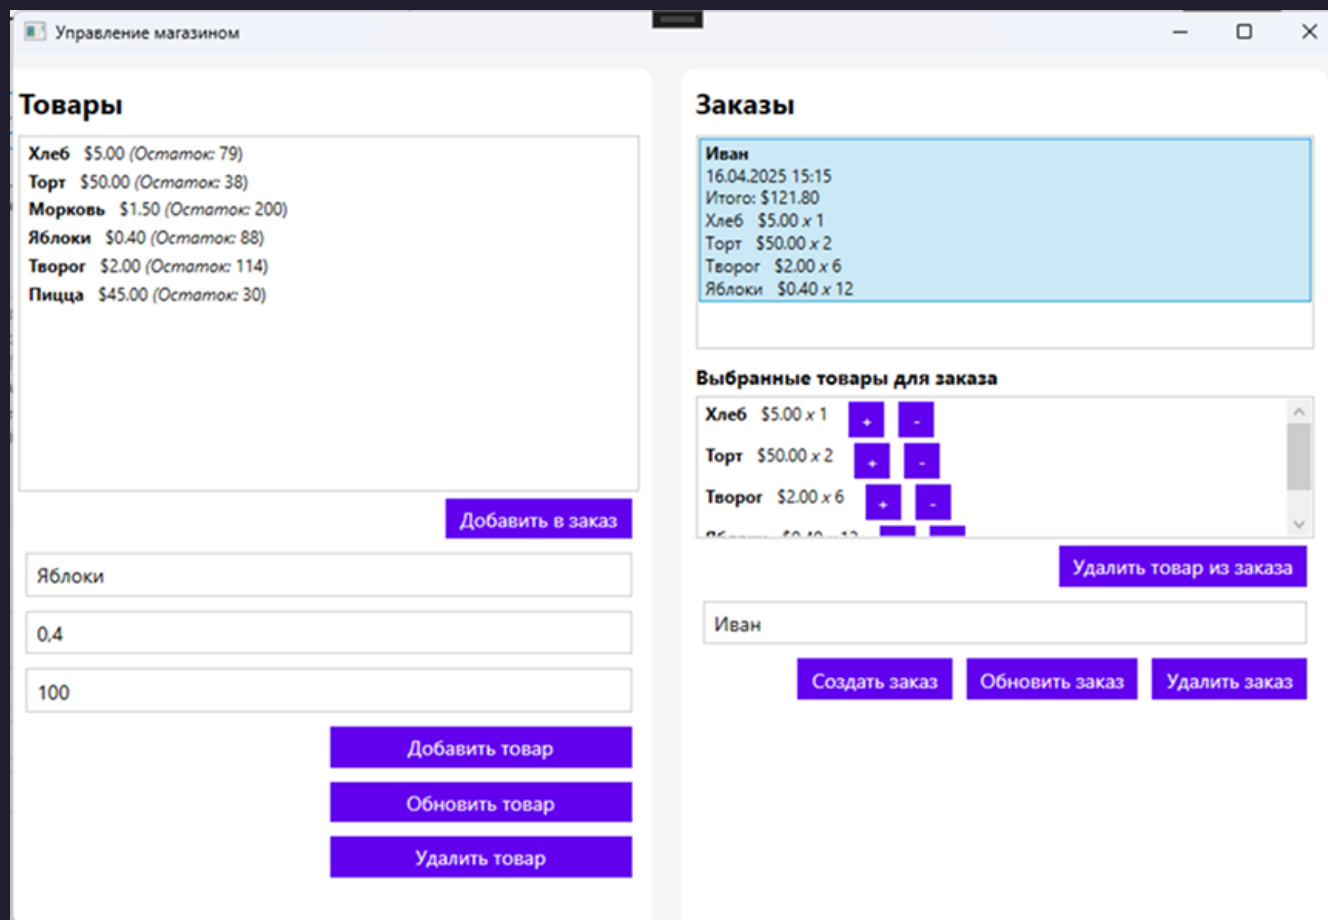 Управление магазином
Товары
Хлеб $5.00 (Остаток: 79)
Торт $50.00 (Остаток: 38)
Морковь $1.50 (Остаток: 200)
Яблоки $0.40 (Остаток: 88)
Творог $2.00 (Остаток: 114)
Пицца $45.00 (Остаток: 30)
Добавить в заказ
Яблоки
0,4
100
Добавить товар
Обновить товар
Удалить товар
Заказы
Иван
16.04.2025 15:15
Итого: $121.80
Хлеб $5.00 x 1
Торт $50.00 x 2
Творог $2.00 x 6
Яблоки $0.40 x 12
Выбранные товары для заказа
Хлеб $5.00 x 1 + -
Торт $50.00 x 2 + -
Творог $2.00 x 6 + -
Яблоки $0.40 x 12
Удалить товар из заказа
Иван
Создать заказ Обновить заказ Удалить заказ